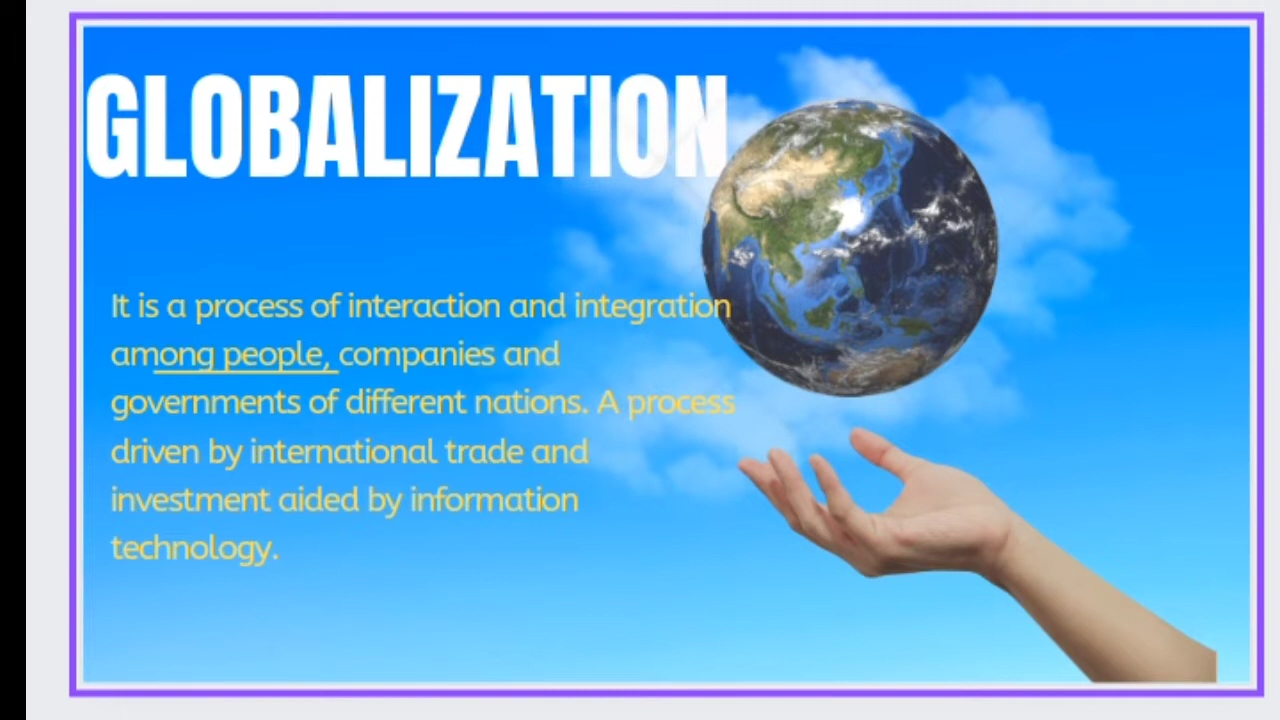 GLOBALIZATION
It is a process of interaction and integration
among people, companies and
governments of different nations. A process
driven by international trade and
investment aided by information
technology.